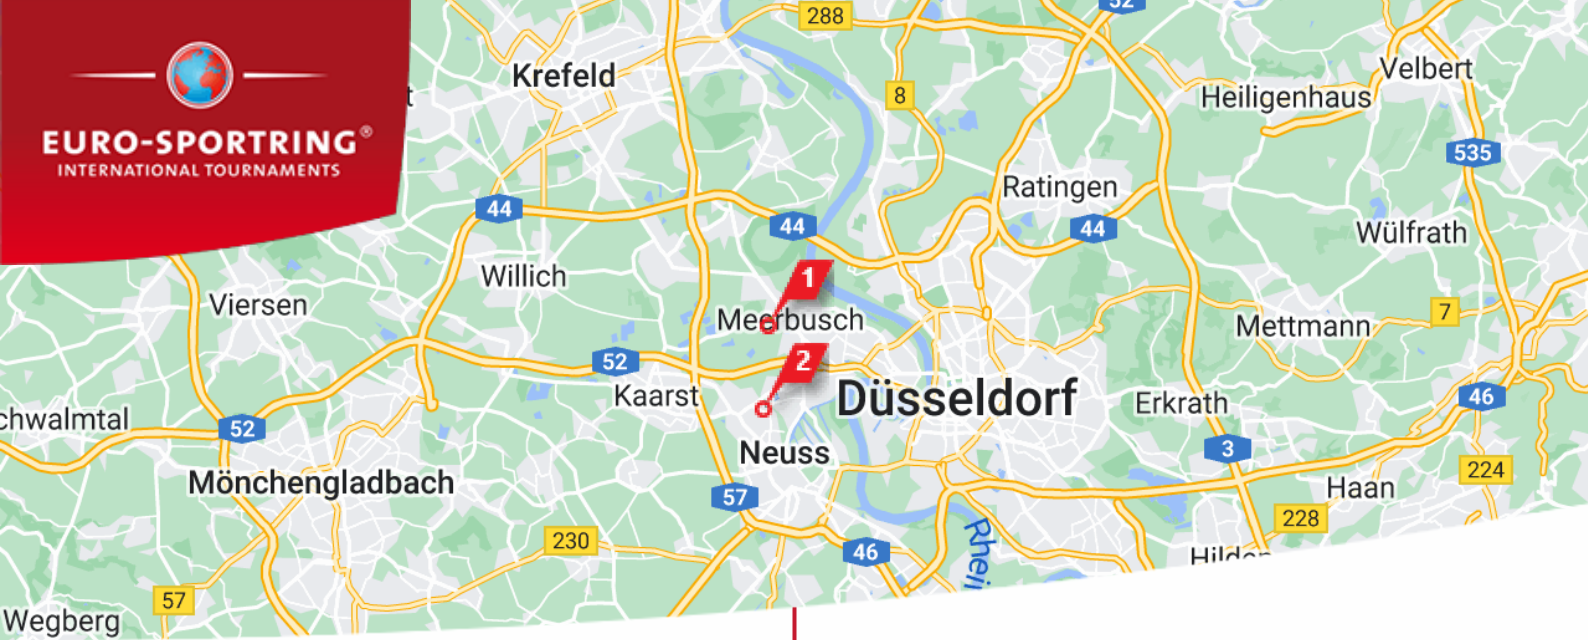 EURO-SPORTRING®
INTERNATIONAL TOURNAMENTS
288
52
Krefeld
8
Velbert
Heiligenhaus
535
Ratingen
44
44
44
Wülfrath
Willich
1
Viersen
Meerbusch
7
Mettmann
52
2
Kaarst
Düsseldorf
Erkrath
46
chwalmtal
52
Neuss
3
Mönchengladbach
57
224
Haan
228
230
46
Rhein
Hilden
57
Wegberg